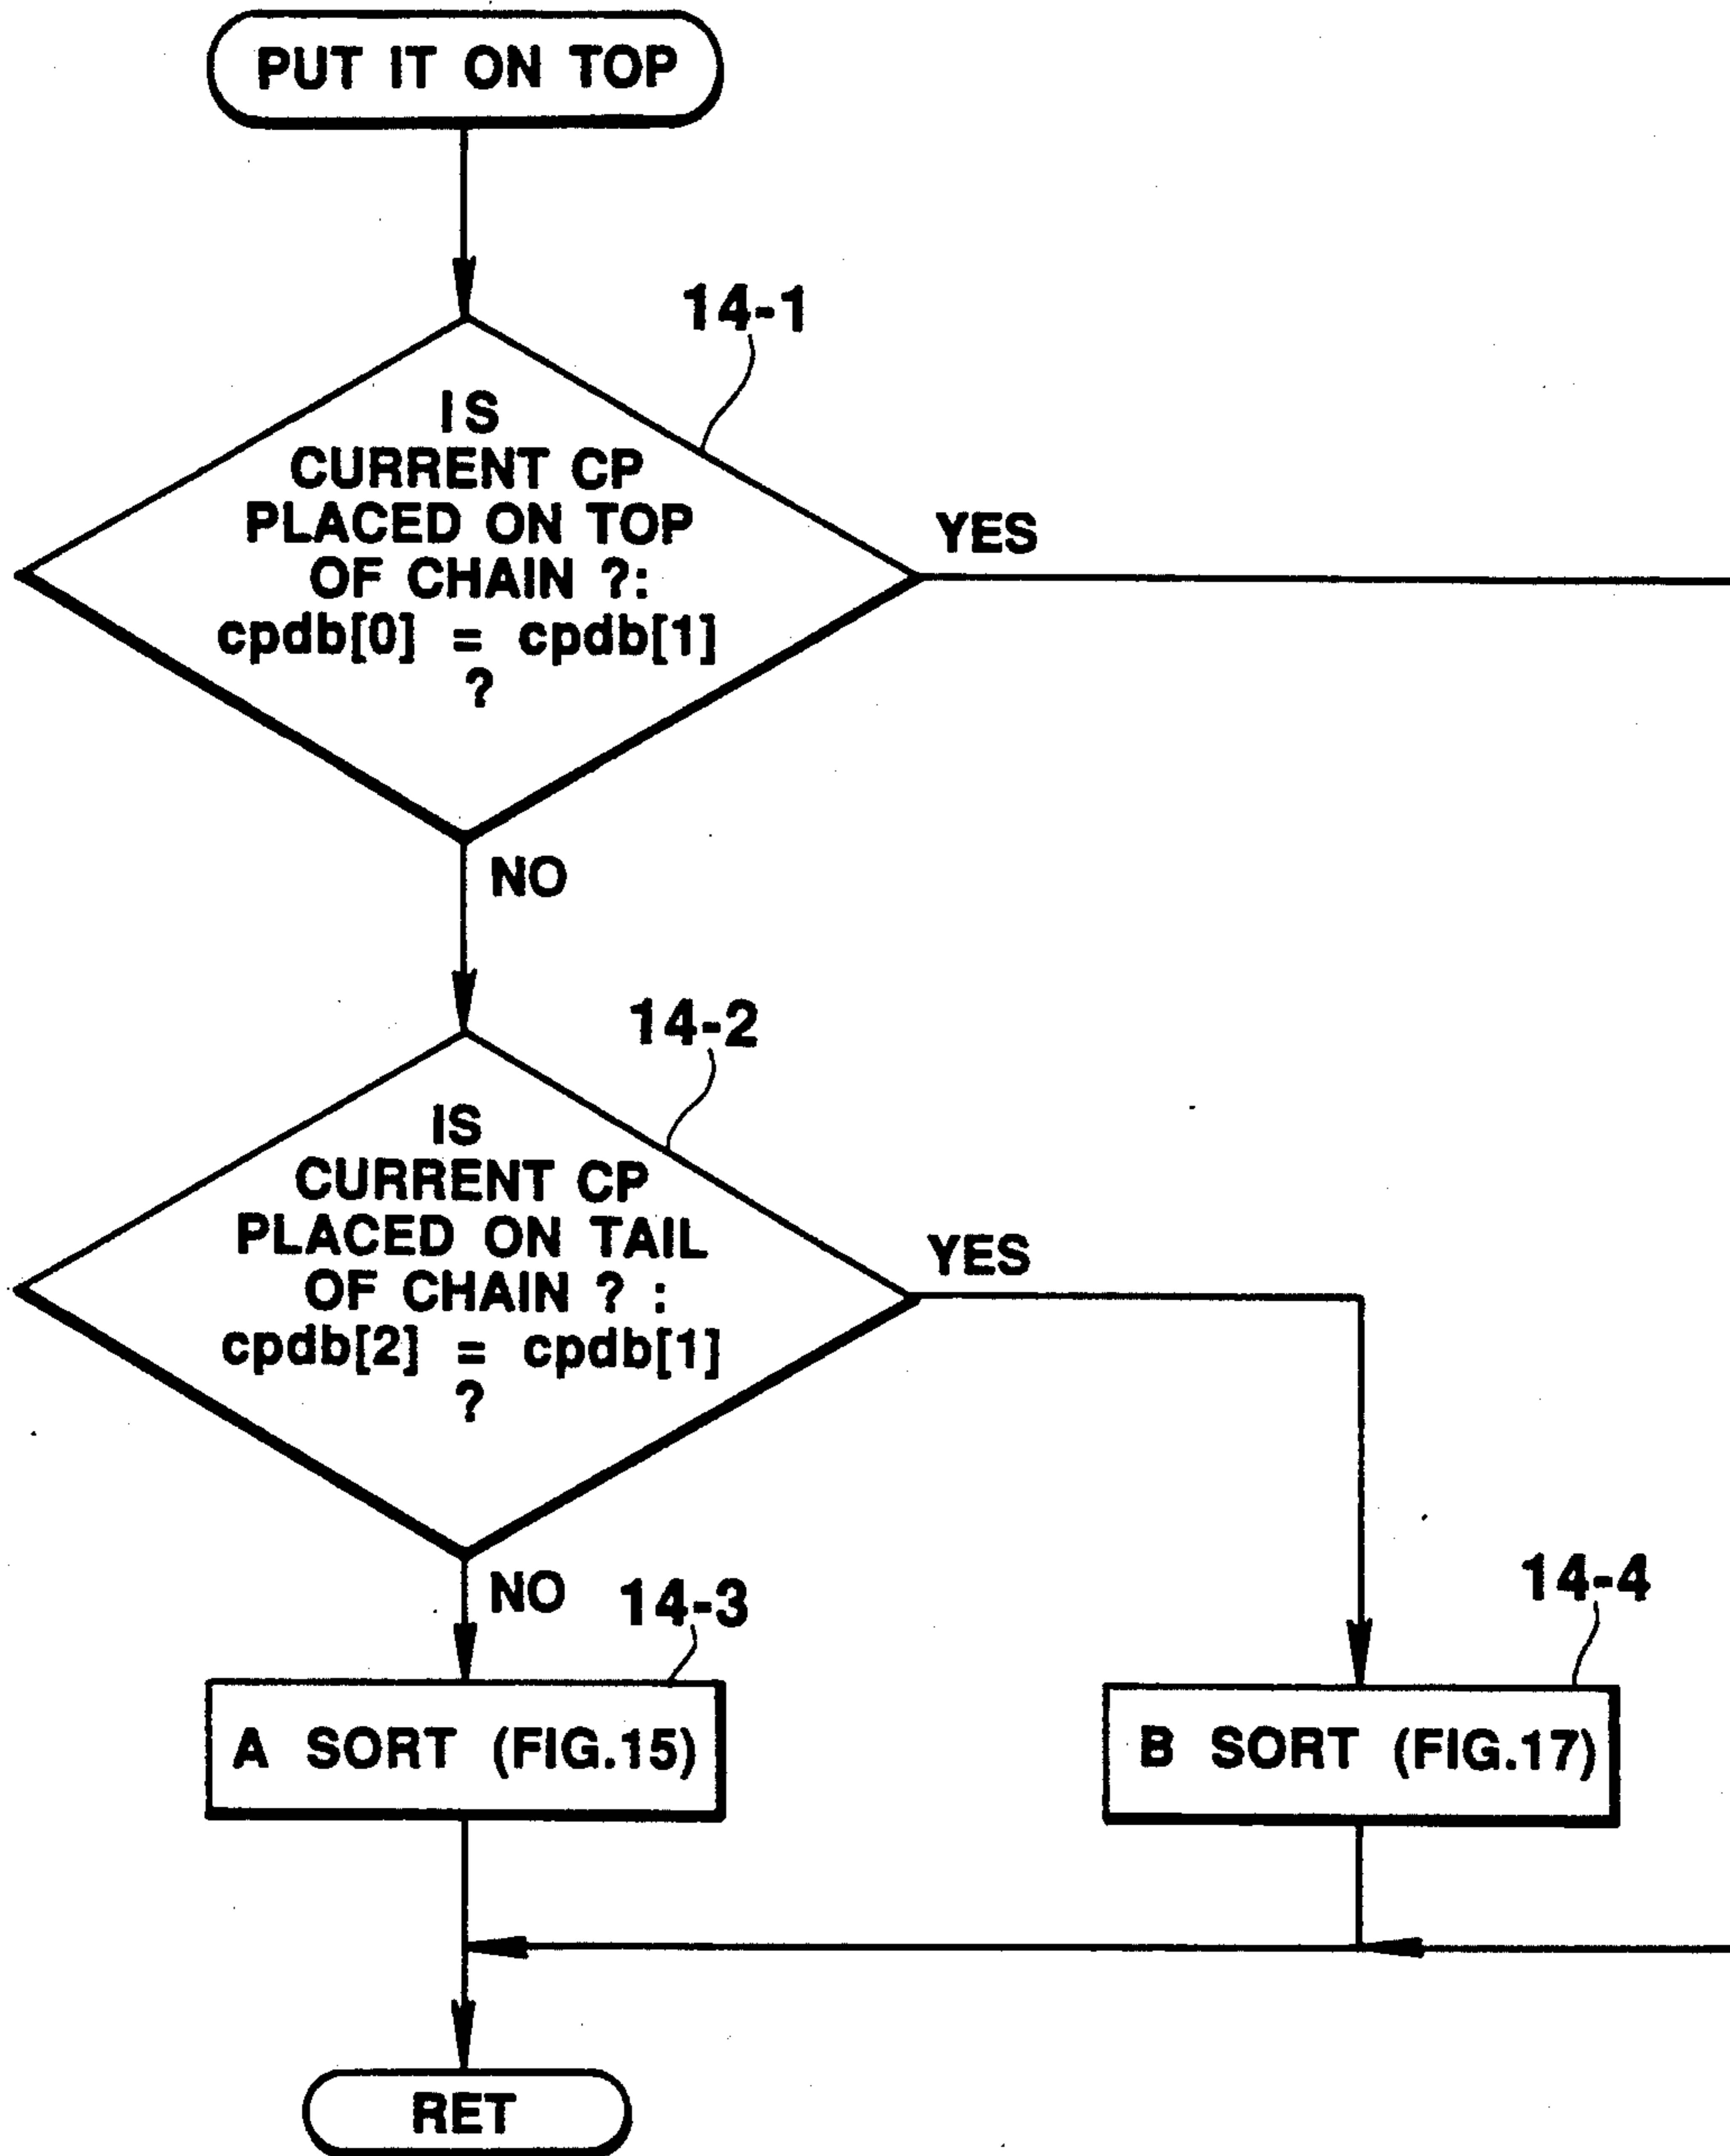 PUT IT ON TOP
14-1
IS
CURRENT CP
PLACED ON TOP
OF CHAIN ?:
cpdb[0] = cpdb[1]
?
YES
NO
14-2
IS
CURRENT CP
PLACED ON TAIL
OF CHAIN ? :
cpdb[2] = cpdb[1]
?
YES
NO
14-3
14-4
A SORT (FIG.15)
B SORT (FIG.17)
RET